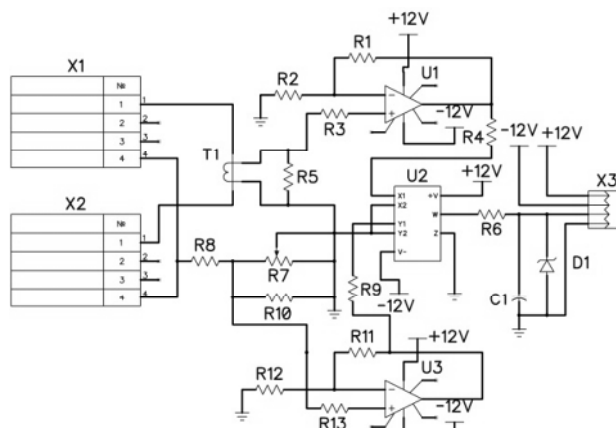 +12V
R1
X1
U1
R2
№
-12V
1
1
-12V
+12V
2
2
R3
R4
3
3
T1
4
4
U2
X3
+12V
R5
X2
X1
+V
X2
№
Y1
W
R8
1
1
Y2
Z
R6
2
2
R7
V-
D1
3
3
R9
C1
4
4
R10
-12V
R11
+12V
R12
U3
-12V
R13